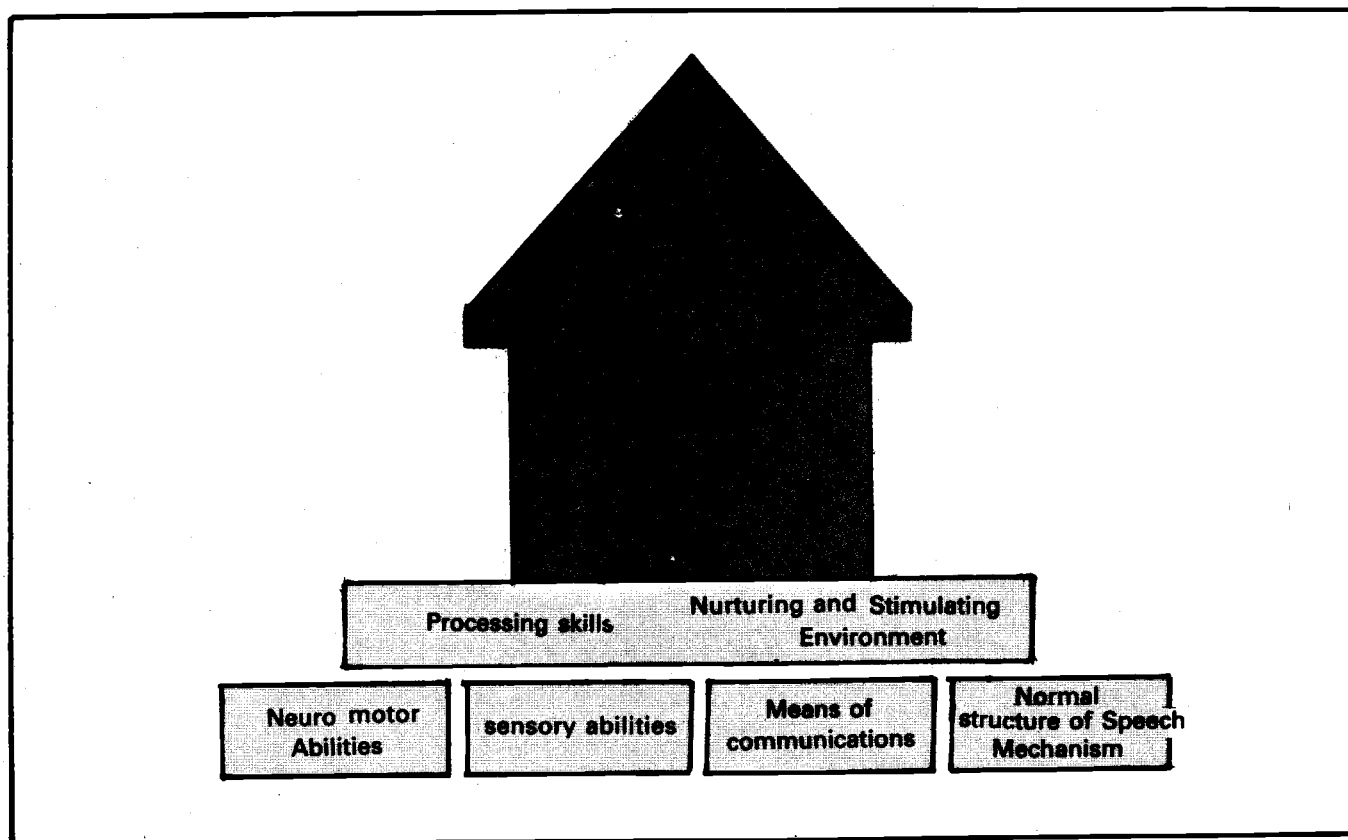 Processing skills
Nurturing and Stimulating
Environment
Neuro motor
Abilities
sensory abilities
Means of
communications
Normal
structure of Speech
Mechanism